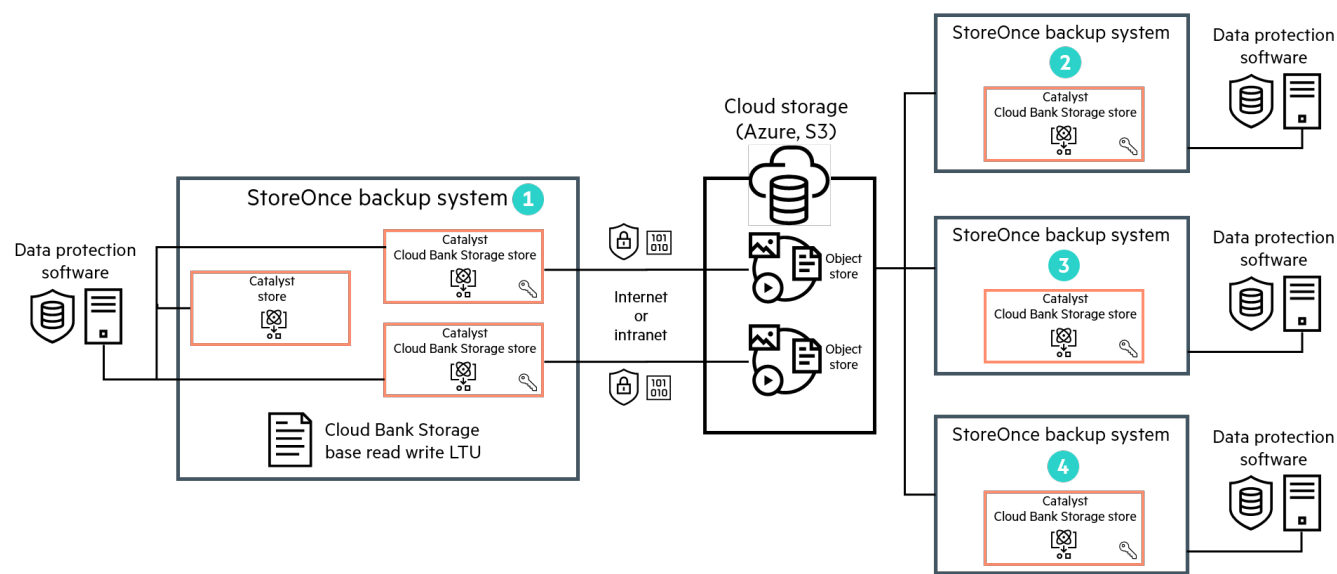 Data protection
software
StoreOnce backup system 1
Catalyst
store
Catalyst
Cloud Bank Storage store
Catalyst
Cloud Bank Storage store
Cloud Bank Storage
base read write LTU
101
010
Internet
or
intranet
101
010
Cloud storage
(Azure, S3)
Object
store
Object
store
StoreOnce backup system
2
Catalyst
Cloud Bank Storage store
Data protection
software
StoreOnce backup system
3
Catalyst
Cloud Bank Storage store
Data protection
software
StoreOnce backup system
4
Catalyst
Cloud Bank Storage store
Data protection
software